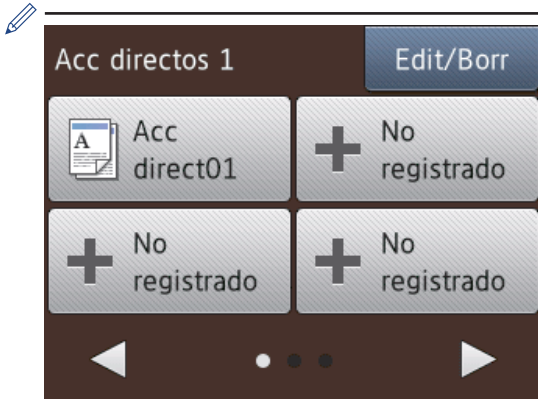 Acc directos 1
Edit/Borr
A
Acc
direct01
No
registrado
No
registrado
No
registrado